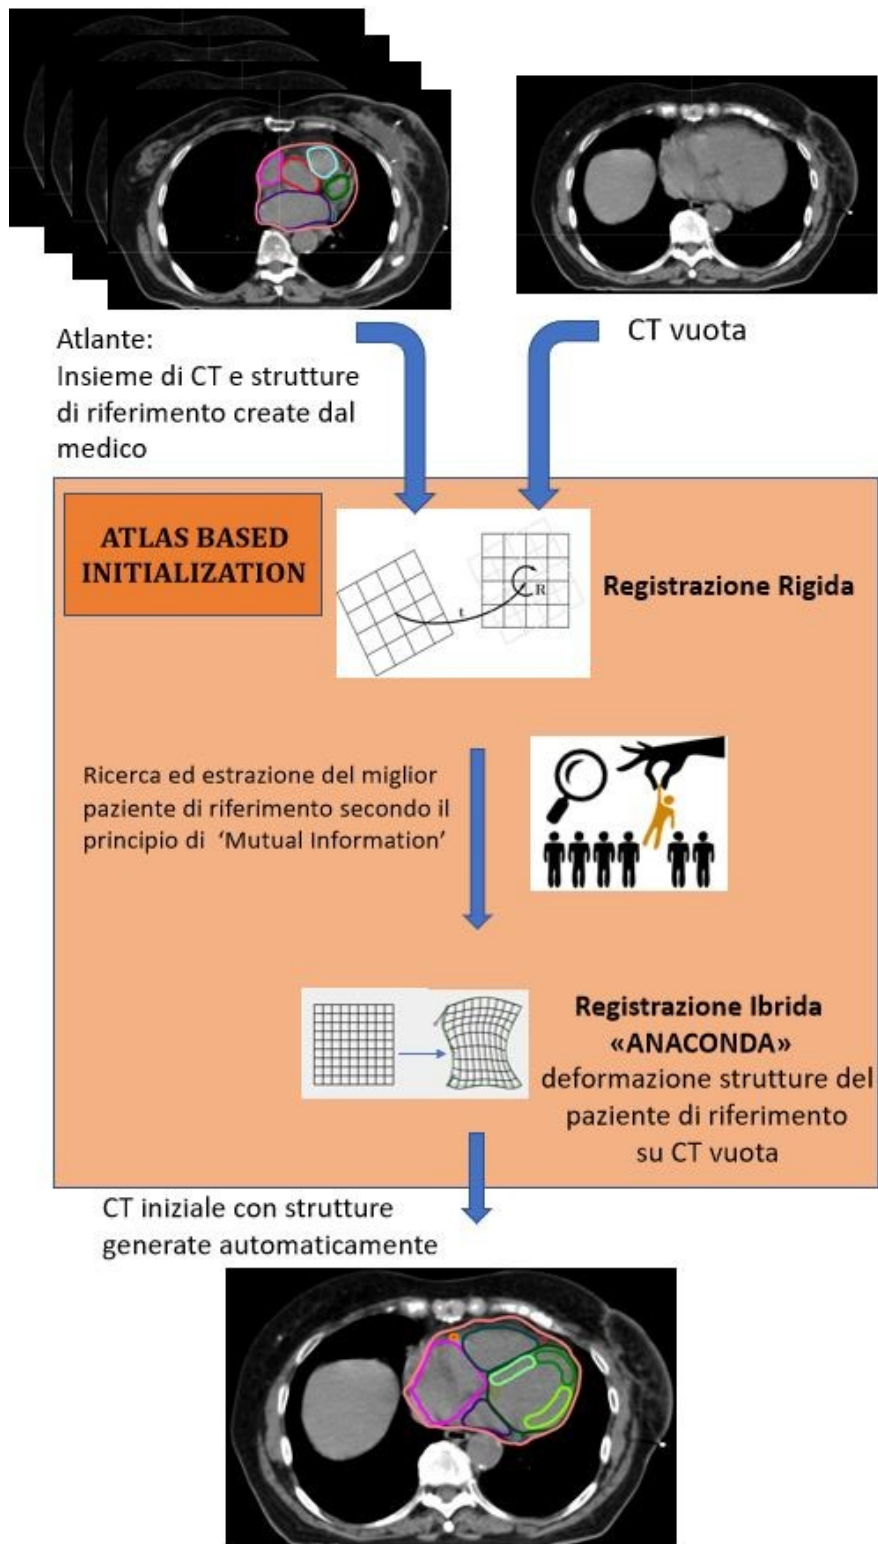 Atlante:
Insieme di CT e strutture
di riferimento create dal
medico
CT vuota
ATLAS BASED
INITIALIZATION
t
R
Registrazione Rigida
Ricerca ed estrazione del miglior
paziente di riferimento secondo il
principio di ‘Mutual Information’
Registrazione Ibrida
«ANACONDA»
deformazione strutture del
paziente di riferimento
su CT vuota
CT iniziale con strutture
generate automaticamente